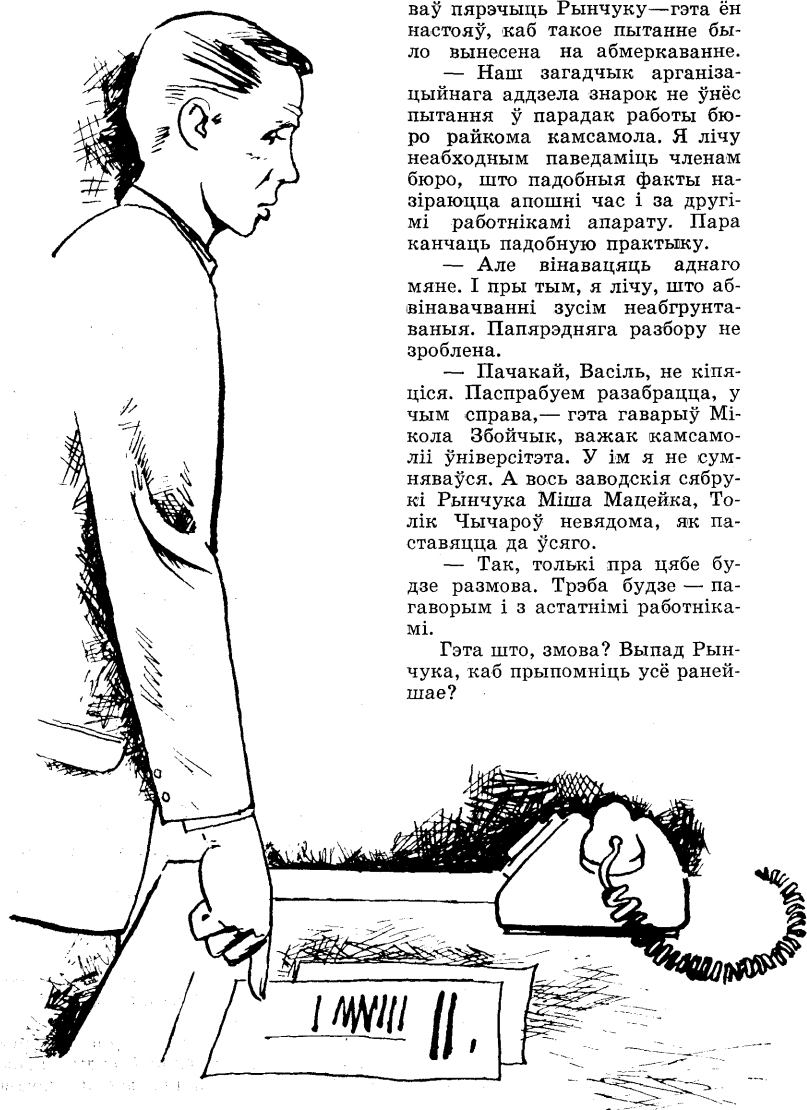 ваў пярэчыць Рынчуку—гэта ён
настояў, каб такое пытанне бы-
ло вынесена на абмеркаванне.
— Наш загадчык арганіза-
цыйнага аддзела знарок не ўнёс
пытання ў парадак работы бю-
ро райкома камсамола. Я лічу
неабходным паведаміць членам
бюро, што падобныя факты на-
зіраюцца апошні час і за другі-
мі работнікамі апарату. Пара
канчаць падобную практыку.
— Але вінавацяць аднаго
мяне. І пры тым, я лічу, што аб-
вінавачванні зусім неабгрунта-
ваныя. Папярэдняга разбору не
зроблена.
— Пачакай, Васіль, не кіпя-
ціся. Паспрабуем разабрацца, у
чым справа,— гэта гаварыў Мі-
кола Збойчык, важак камсамо-
ліі ўніверсітэта. У ім я не сум-
няваўся. А вось заводскія сябру-
кі Рынчука Міша Мацейка, То-
лік Чычароў невядома, як па-
ставяцца да ўсяго.
— Так, толькі пра цябе бу-
дзе размова. Трэба будзе — па-
гаворым і з астатнімі работніка-
мі.
Гэта што, змова? Выпад Рын-
чука, каб прыпомніць усё раней-
шае?